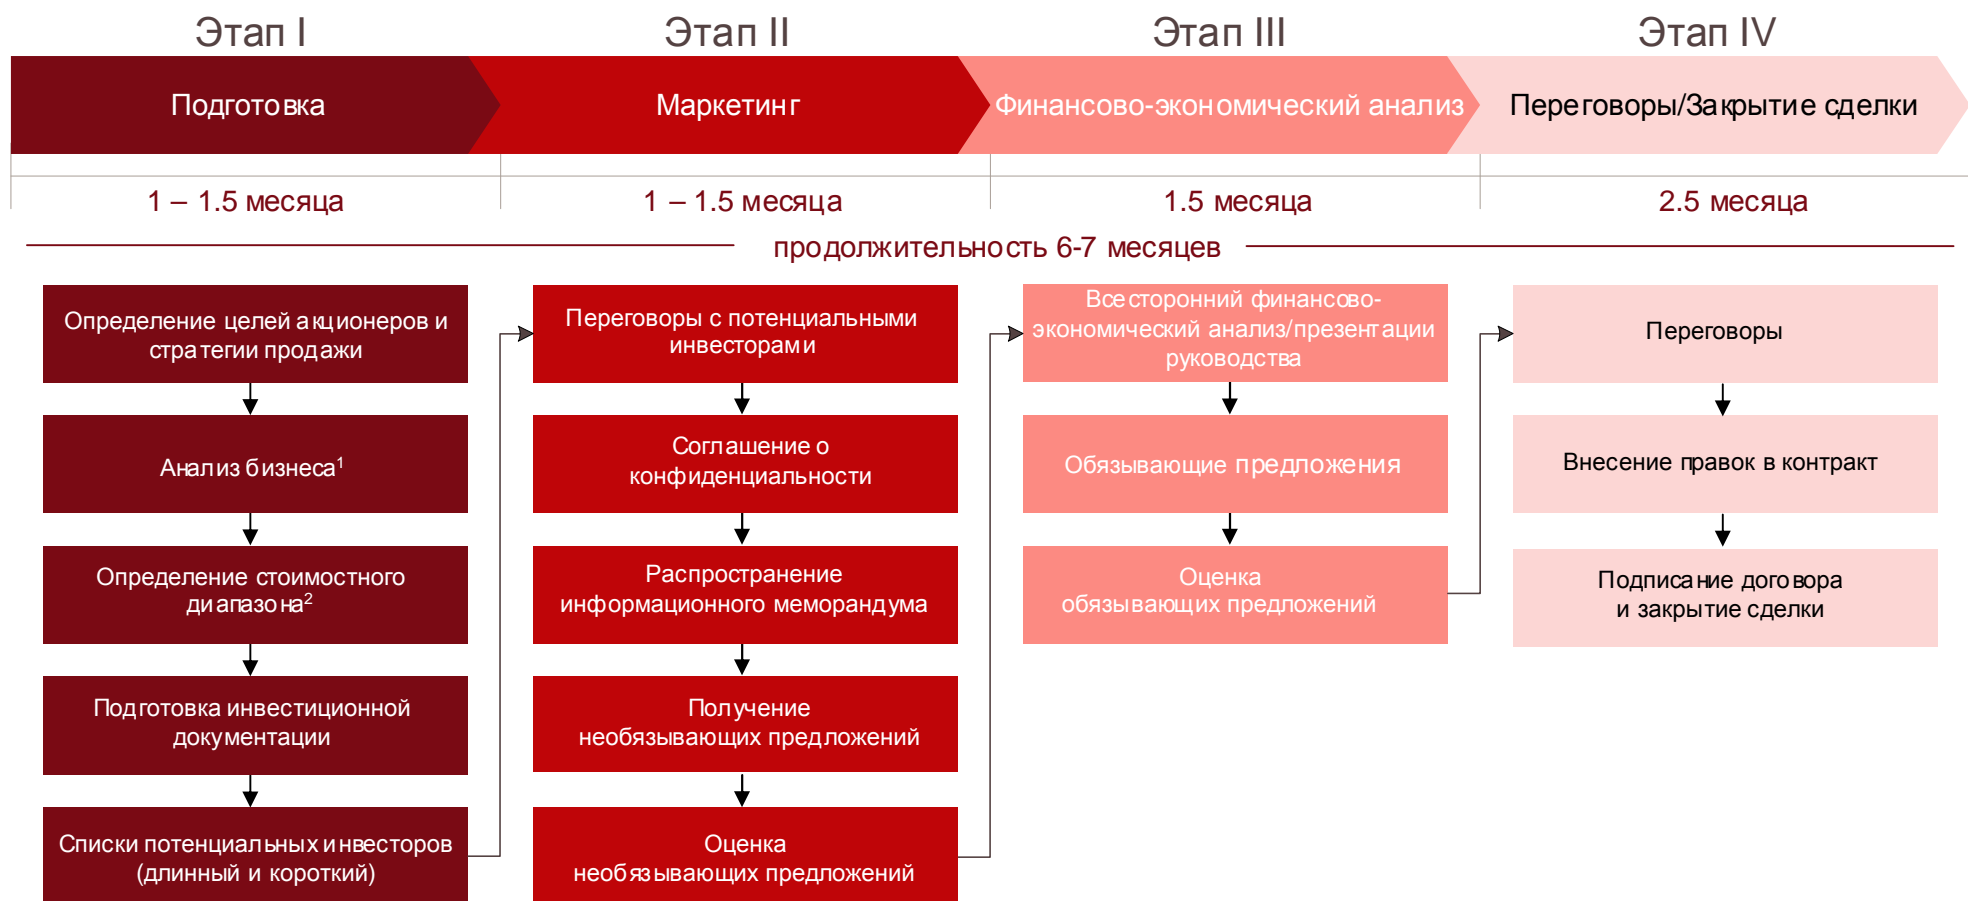 Этап I
Этап II
Этап III
Этап IV
Подготовка
Маркетинг
Финансово-экономический анализ
Переговоры/Закрытие сделки
1 – 1.5 месяца
1 – 1.5 месяца
1.5 месяца
2.5 месяца
продолжительность 6-7 месяцев
Определение целей акционеров и
стратегии продажи
Анализ бизнеса¹
Определение стоимостного
диапазона²
Подготовка инвестиционной
документации
Списки потенциальных инвесторов
(длинный и короткий)
Переговоры с потенциальными
инвесторами
Соглашение о
конфиденциальности
Распространение
информационного меморандума
Получение
необязывающих предложений
Оценка
необязывающих предложений
Всесторонний финансово-
экономический анализ/презентации
руководства
Обязывающие предложения
Оценка
обязывающих предложений
Переговоры
Внесение правок в контракт
Подписание договора
и закрытие сделки